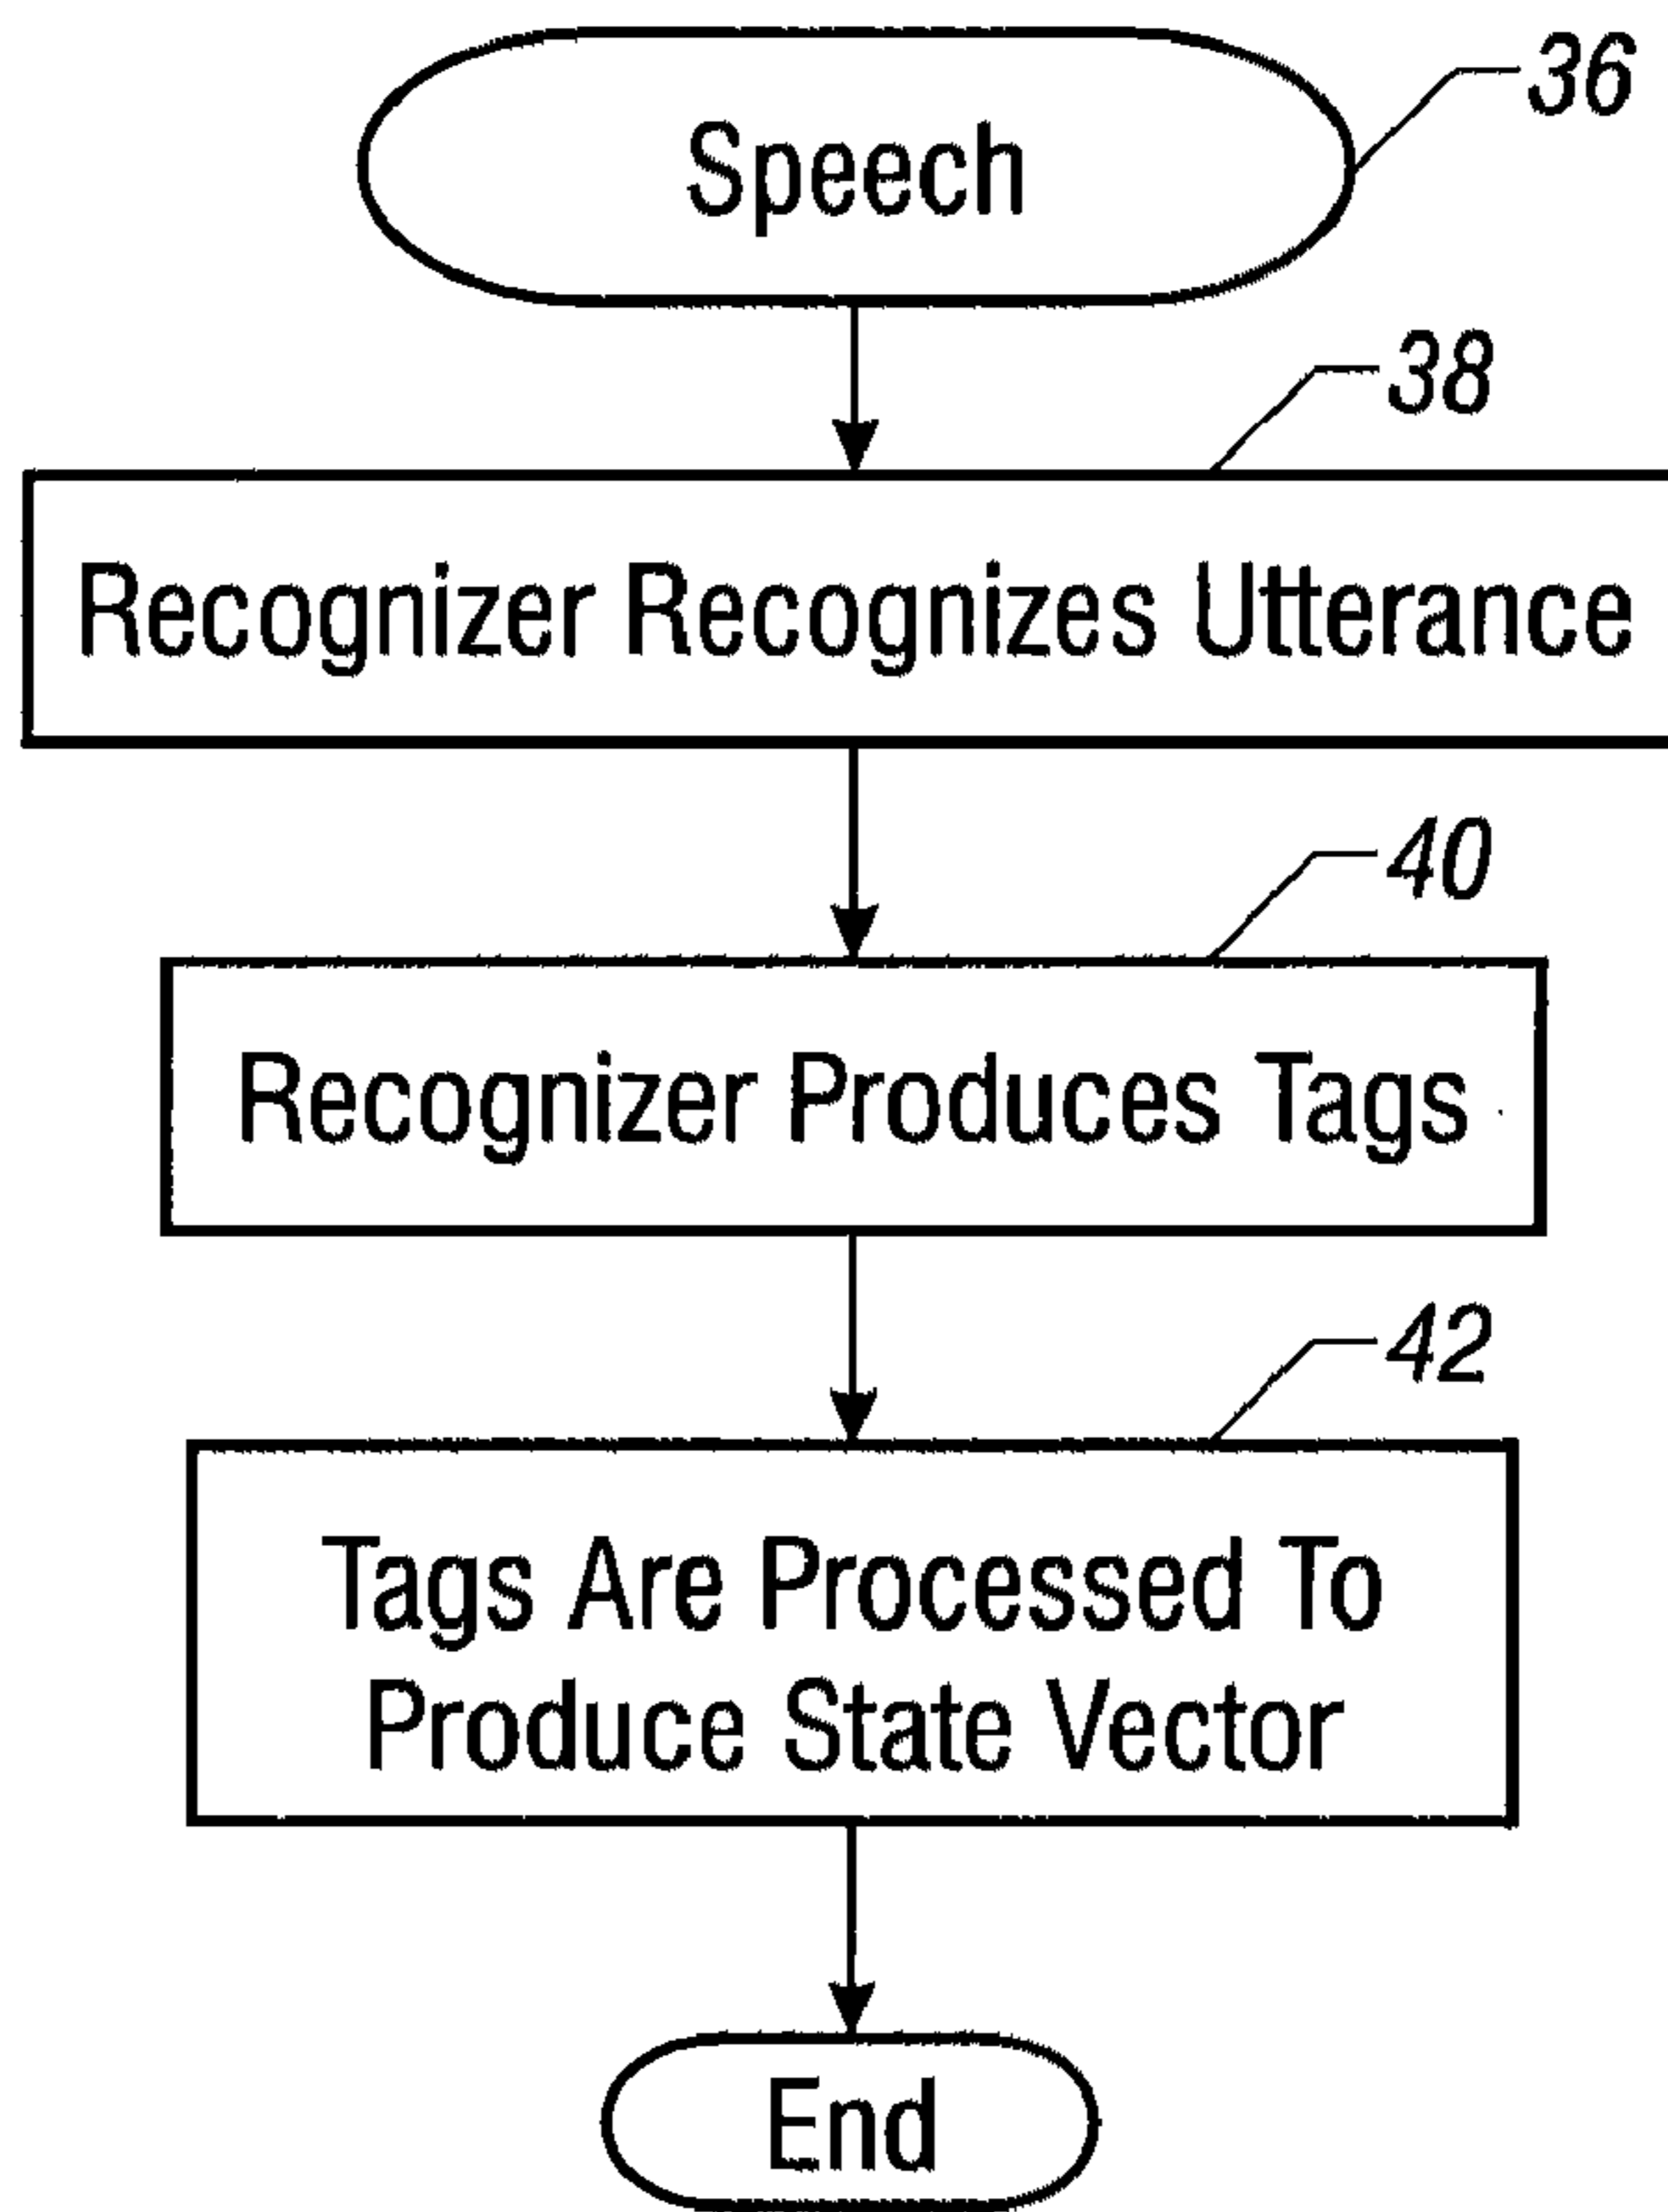 Speech
36
38
Recognizer Recognizes Utterance
40
Recognizer Produces Tags
42
Tags Are Processed To
Produce State Vector
End